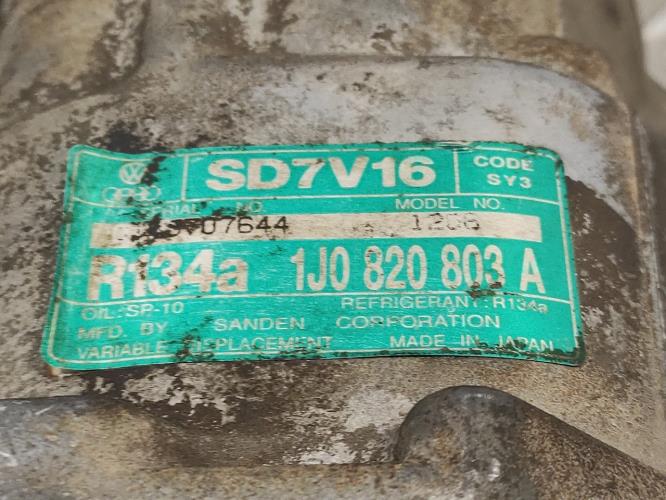 SD7V16
CODE
SY3
SERIAL NO.
MODEL NO.
07644
1206
R134a
1J0 820 803 A
OIL: SP-10
REFRIGERANT: R134a
MFD. BY SANDEN CORPORATION
VARIABLE DISPLACEMENT MADE IN JAPAN